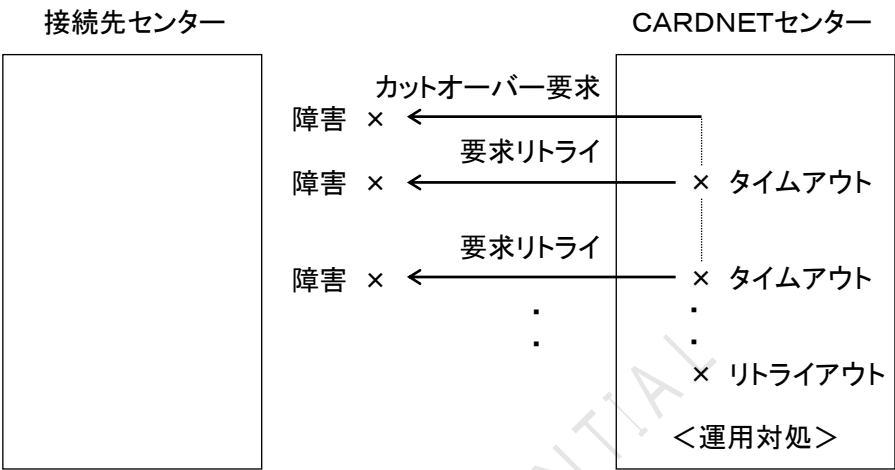 接続先センター
CARDNETセンター
カットオーバー要求
障害 ×
要求リトライ
障害 ×
× タイムアウト
要求リトライ
障害 ×
× タイムアウト
× リトライアウト
<運用対処>
NTIAL